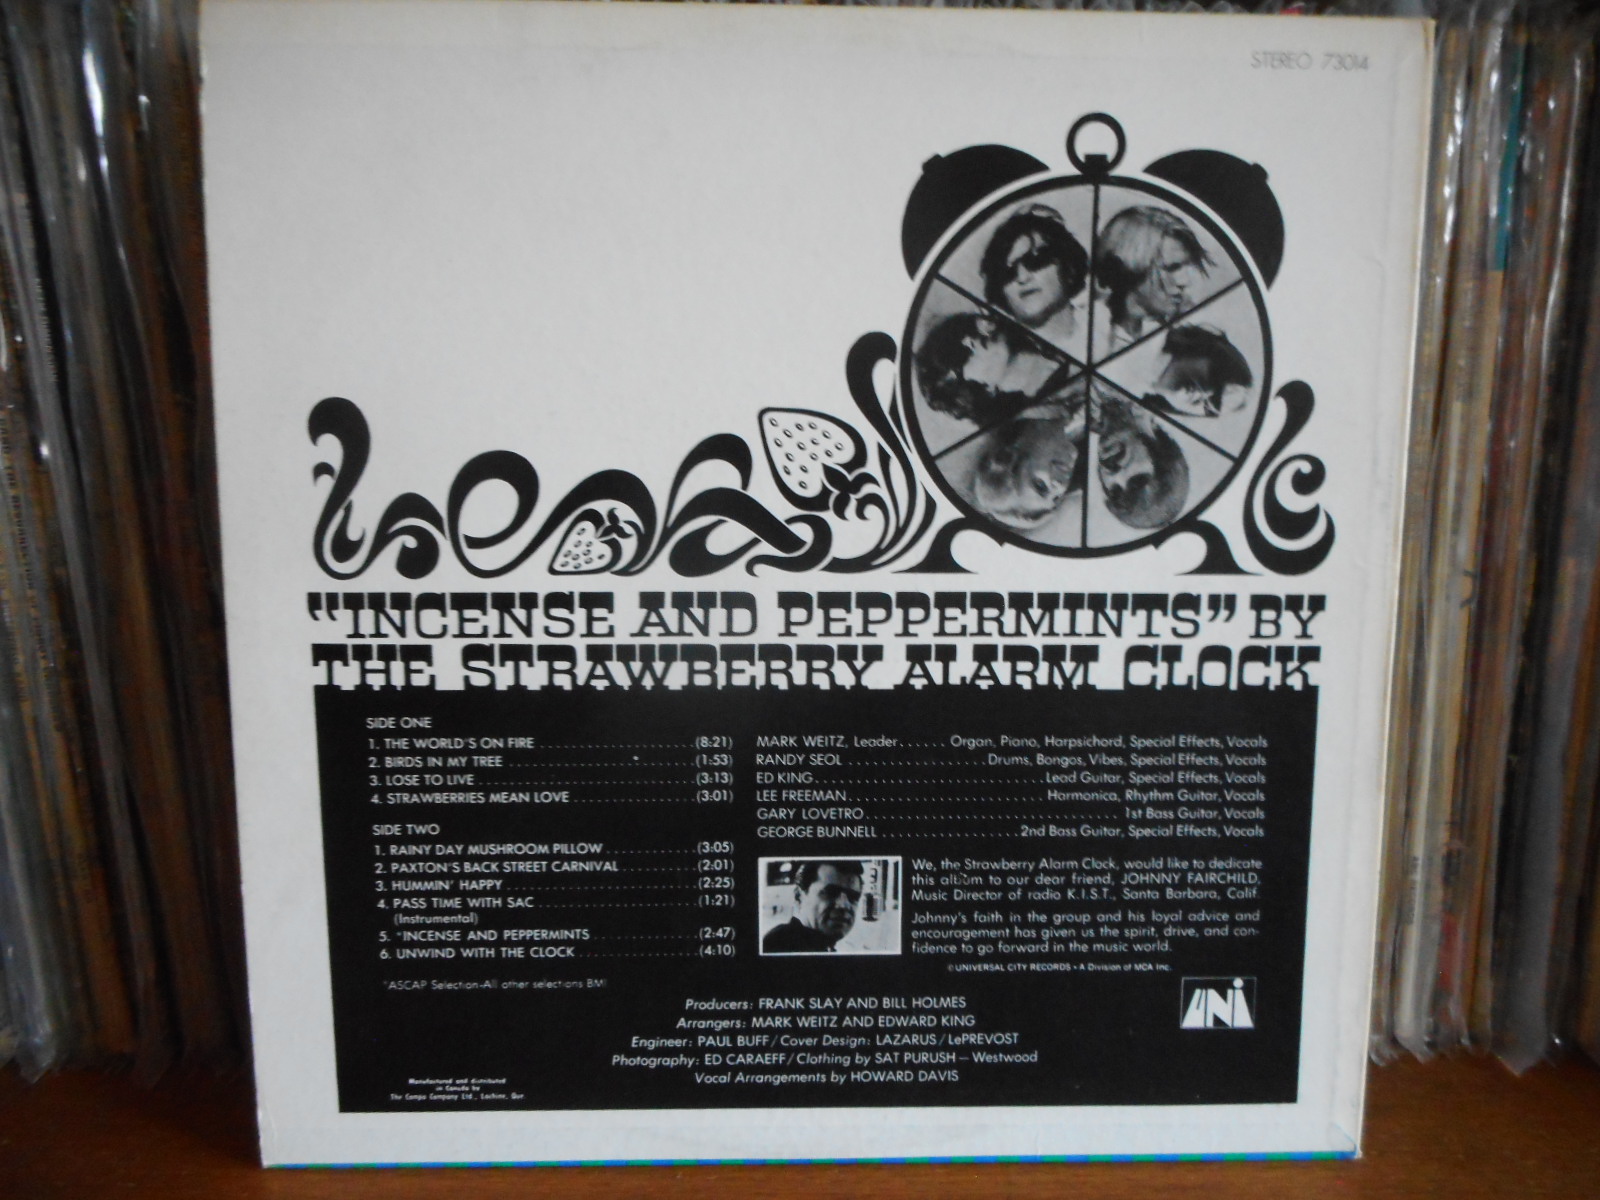 STEREO 73014
"INCENSE AND PEPPERMINTS" BY
THE STRAWBERRY ALARM CLOCK
SIDE ONE
1. THE WORLD'S ON FIRE ..................... (8:21)
2. BIRDS IN MY TREE ..................... (1:53)
3. LOSE TO LIVE ..................... (3:13)
4. STRAWBERRIES MEAN LOVE ............... (3:01)
SIDE TWO
1. RAINY DAY MUSHROOM PILLOW ........... (3:05)
2. PAXTON'S BACK STREET CARNIVAL ......... (2:01)
3. HUMMIN' HAPPY ..................... (2:25)
4. PASS TIME WITH SAC ................... (1:21)
(Instrumental)
5. *INCENSE AND PEPPERMINTS ............. (2:47)
6. UNWIND WITH THE CLOCK ............... (4:10)
*ASCAP Selection-All other selections BMI
MARK WEITZ, Leader...... Organ, Piano, Harpsichord, Special Effects, Vocals
RANDY SEOL ................Drums, Bongos, Vibes, Special Effects, Vocals
ED KING..........................Lead Guitar, Special Effects, Vocals
LEE FREEMAN........................ Harmonica, Rhythm Guitar, Vocals
GARY LOVETRO............................... 1st Bass Guitar, Vocals
GEORGE BUNNELL ................2nd Bass Guitar, Special Effects, Vocals
We, the Strawberry Alarm Clock, would like to dedicate
this album to our dear friend, JOHNNY FAIRCHILD,
Music Director of radio K.I.S.T., Santa Barbara, Calif.
Johnny's faith in the group and his loyal advice and
encouragement has given us the spirit, drive, and con-
fidence to go forward in the music world.
© UNIVERSAL CITY RECORDS • A Division of MCA Inc.
UNI
Producers: FRANK SLAY AND BILL HOLMES
Arrangers: MARK WEITZ AND EDWARD KING
Engineer: PAUL BUFF / Cover Design: LAZARUS / LePREVOST
Photography: ED CARAEFF / Clothing by SAT PURUSH — Westwood
Vocal Arrangements by HOWARD DAVIS
Manufactured and distributed
in Canada by
The Compo Company Ltd., Lachine, Que